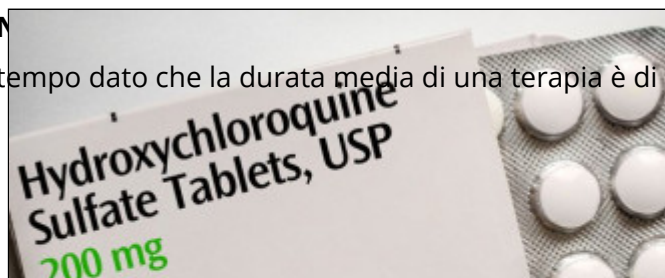 N
tempo dato che la durata media di una terapia è di
Hydroxychloroquine
Sulfate Tablets, USP
200 mg